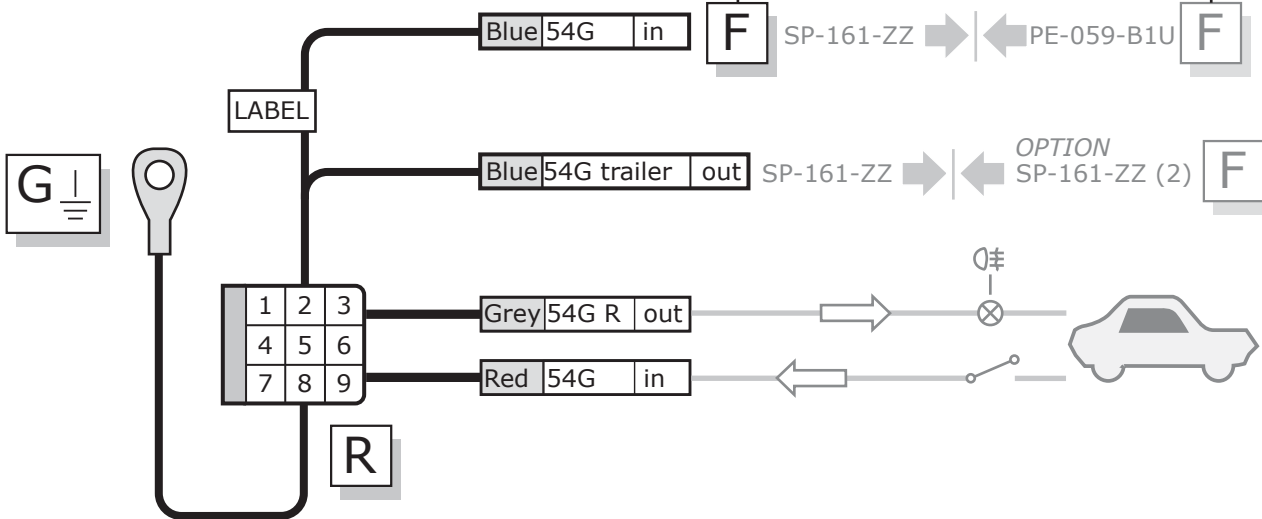 Blue 54G in F SP-161-ZZ PE-059-B1U F
LABEL
OPTION
Blue 54G trailer out SP-161-ZZ SP-161-ZZ (2) F
G
1 2 3 Grey 54G R out
4 5 6
7 8 9 Red 54G in
R